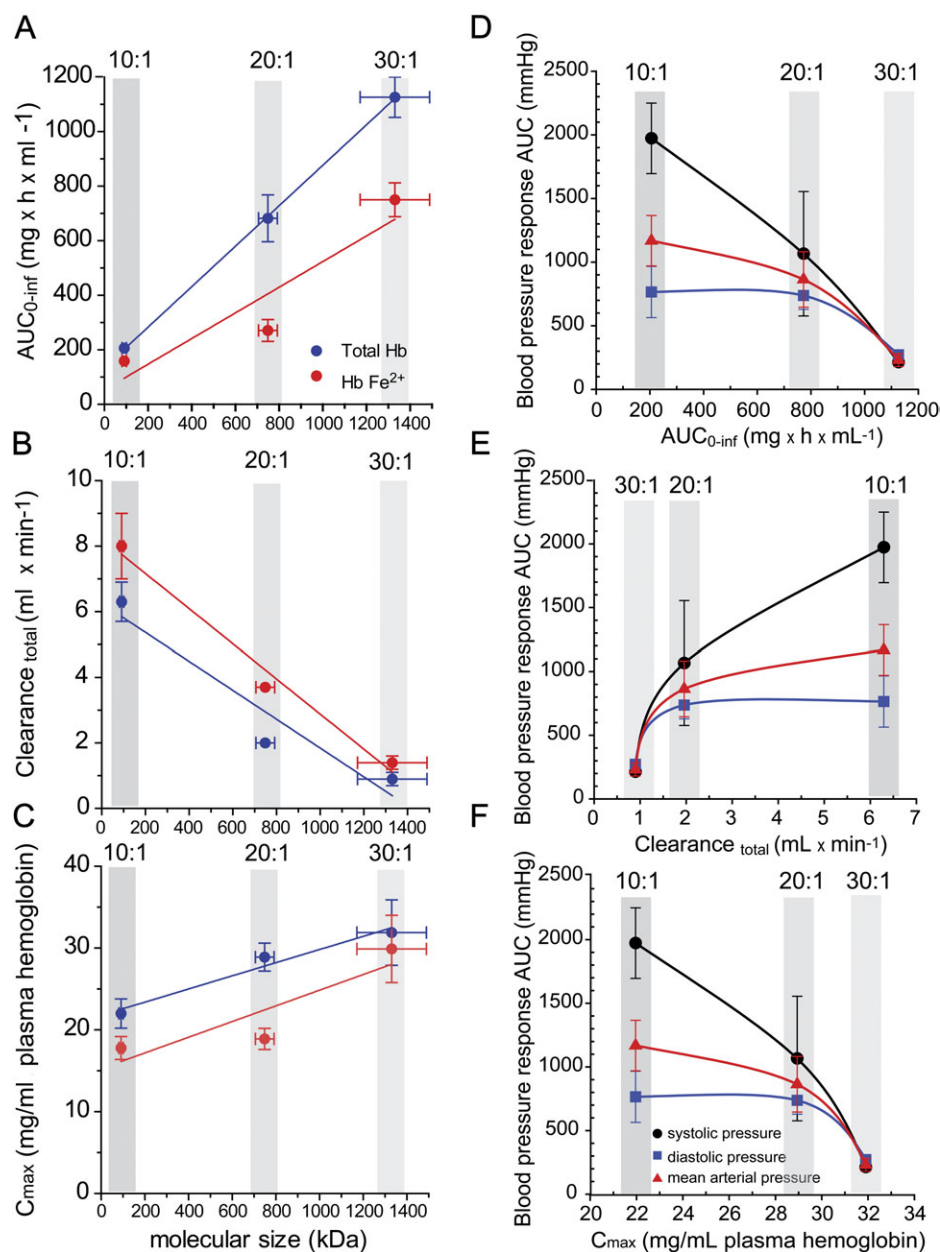 A
10:1 20:1 30:1
AUC0-inf (mg x h x ml -1)
1200
1000
800
600
400
200
0
Total Hb
Hb Fe2+
0 200 400 600 800 1000 1200 1400
B
10:1 20:1 30:1
Clearance total (ml x min-1)
10
8
6
4
2
0
0 200 400 600 800 1000 1200 1400
C
10:1 20:1 30:1
Cmax (mg/ml plasma hemoglobin)
40
30
20
10
0
0 200 400 600 800 1000 1200 1400
molecular size (kDa)
D
10:1 20:1 30:1
Blood pressure response AUC (mmHg)
2500
2000
1500
1000
500
0
0 200 400 600 800 1000 1200
AUC0-inf (mg x h x mL-1)
E
30:1 20:1 10:1
Blood pressure response AUC (mmHg)
2500
2000
1500
1000
500
0
0 1 2 3 4 5 6 7
Clearance total (mL x min-1)
F
10:1 20:1 30:1
Blood pressure response AUC (mmHg)
2500
2000
1500
1000
500
0
systolic pressure
diastolic pressure
mean arterial pressure
20 22 24 26 28 30 32 34
Cmax (mg/mL plasma hemoglobin)